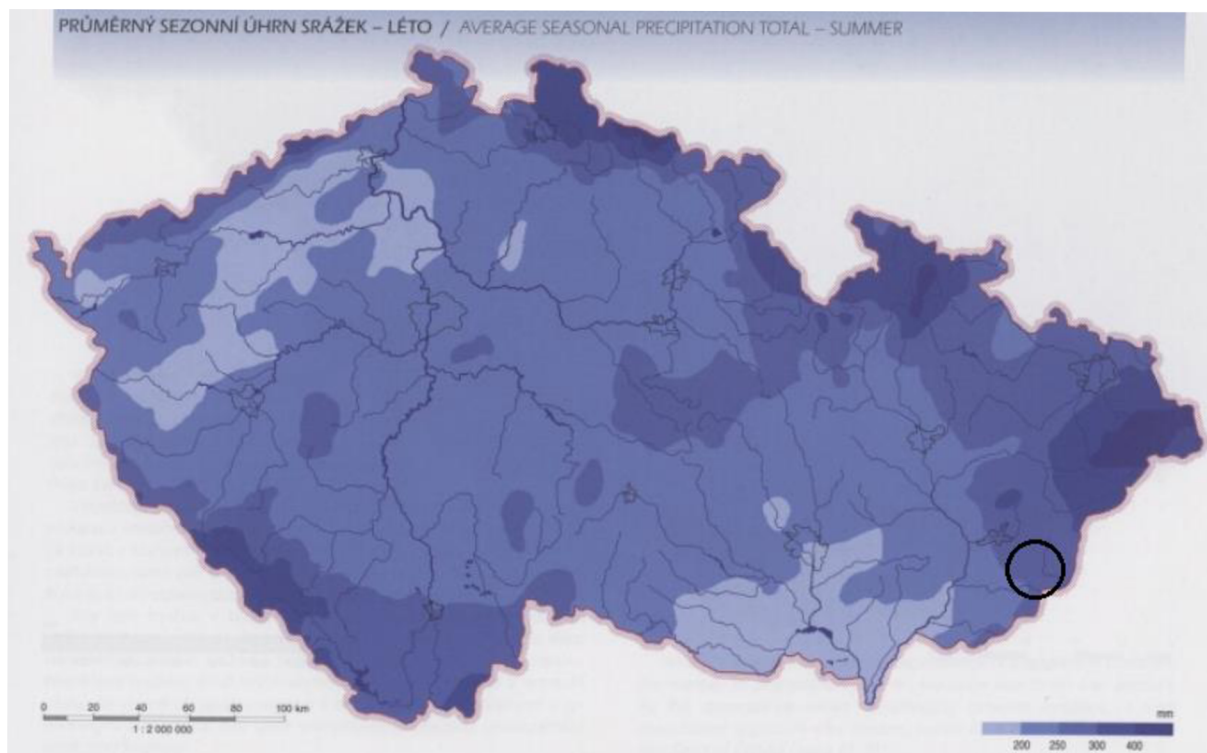 PRŮMĚRNÝ SEZONNÍ ÚHRN SRÁŽEK – LÉTO / AVERAGE SEASONAL PRECIPITATION TOTAL – SUMMER
0 20 40 60 80 100 km
1 : 2 000 000
mm
200 250 300 400